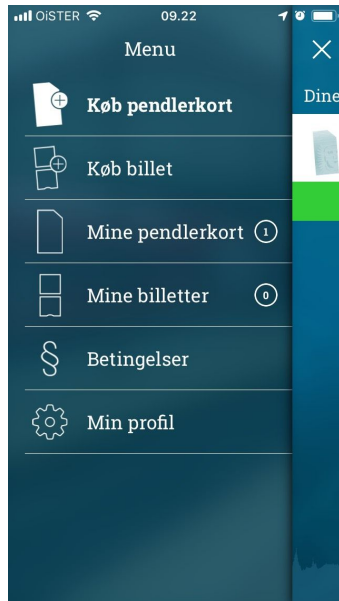 OiSTER 09.22
Menu
Dine
Køb pendlerkort
Køb billet
Mine pendlerkort 1
Mine billetter 0
§ Betingelser
Min profil